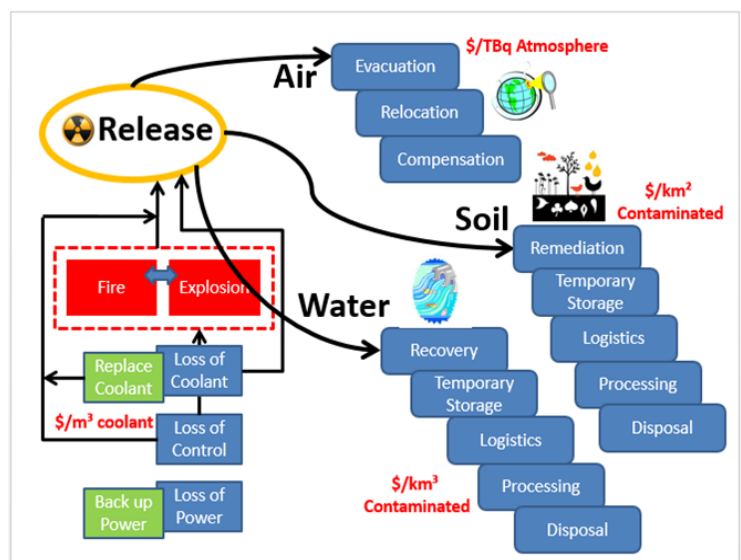 $/TBq Atmosphere
Air
Evacuation
Relocation
Compensation
Release
Soil
$/km²
Contaminated
Remediation
Temporary
Storage
Logistics
Processing
Disposal
Water
Recovery
Temporary
Storage
Logistics
Processing
Disposal
$/km³
Contaminated
Fire
Explosion
Replace
Coolant
Loss of
Coolant
$/m³ coolant
Loss of
Control
Back up
Power
Loss of
Power